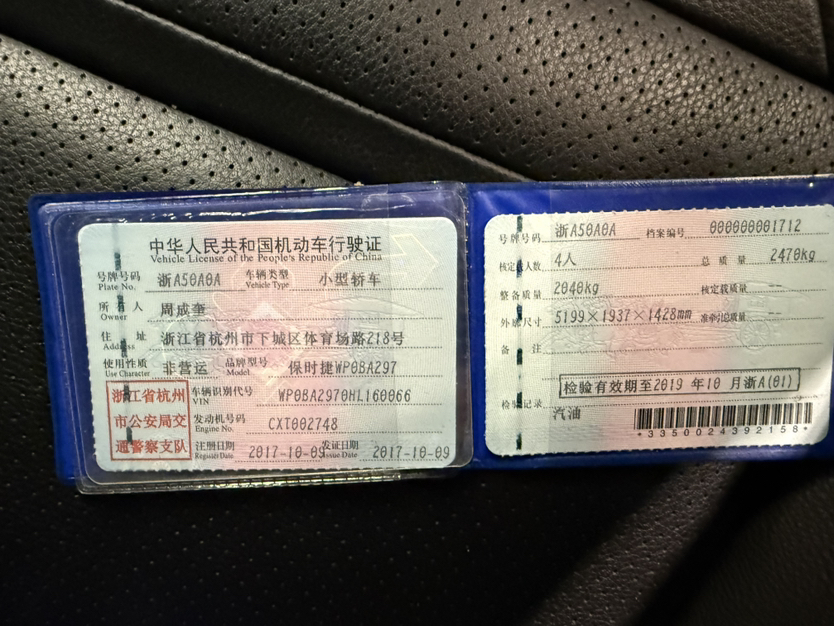 中华人民共和国机动车行驶证
Vehicle License of the People's Republic of China
号牌号码 浙A50A0A 车辆类型 小型轿车
Plate No. Vehicle Type
所有人 周成奎
Owner
住址 浙江省杭州市下城区体育场路218号
Address
使用性质 非营运 品牌型号 保时捷WP0BA297
Use Character Model
浙江省杭州
市公安局交
通警察支队
车辆识别代号 WP0BA2970HL160066
VIN
发动机号码 CXT002748
Engine No.
注册日期 2017-10-09 发证日期 2017-10-09
Register Date Issue Date
号牌号码 浙A50A0A 档案编号 000000001712
核定载人数 4人 总质量 2470kg
整备质量 2040kg 核定载质量 --
外廓尺寸 5199×1937×1428mm 准牵引总质量 --
备注
检验有效期至2019年10月浙A(01)
检验记录
汽油
*3350024392158*